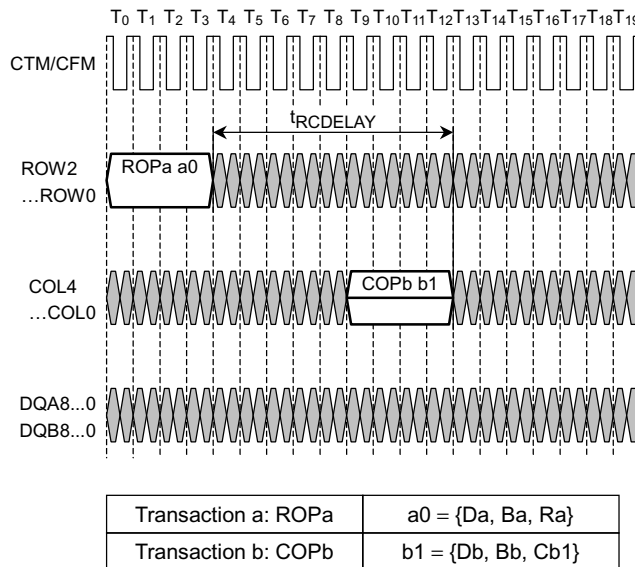 T0 T1 T2 T3 T4 T5 T6 T7 T8 T9 T10 T11 T12 T13 T14 T15 T16 T17 T18 T19
CTM/CFM
tRCDELAY
ROW2
...ROW0
ROPa a0
COL4
...COL0
COPb b1
DQA8...0
DQB8...0
Transaction a: ROPa a0 = {Da, Ba, Ra}
Transaction b: COPb b1 = {Db, Bb, Cb1}